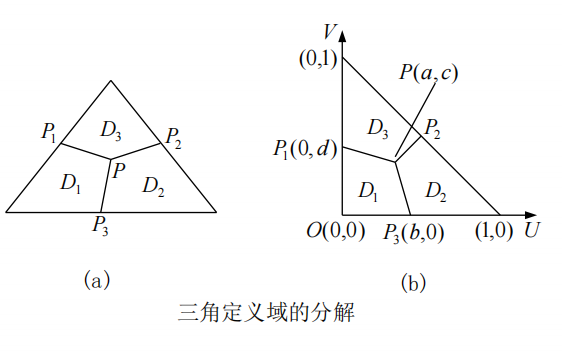 V
(0,1)
P(a,c)
P₁ D₃ P₂
D₃ P₂
P
P₁(0,d)
D₁ D₂
D₁ D₂
P₃
O(0,0) P₃(b,0) (1,0) U
(a)
(b)
三角定义域的分解